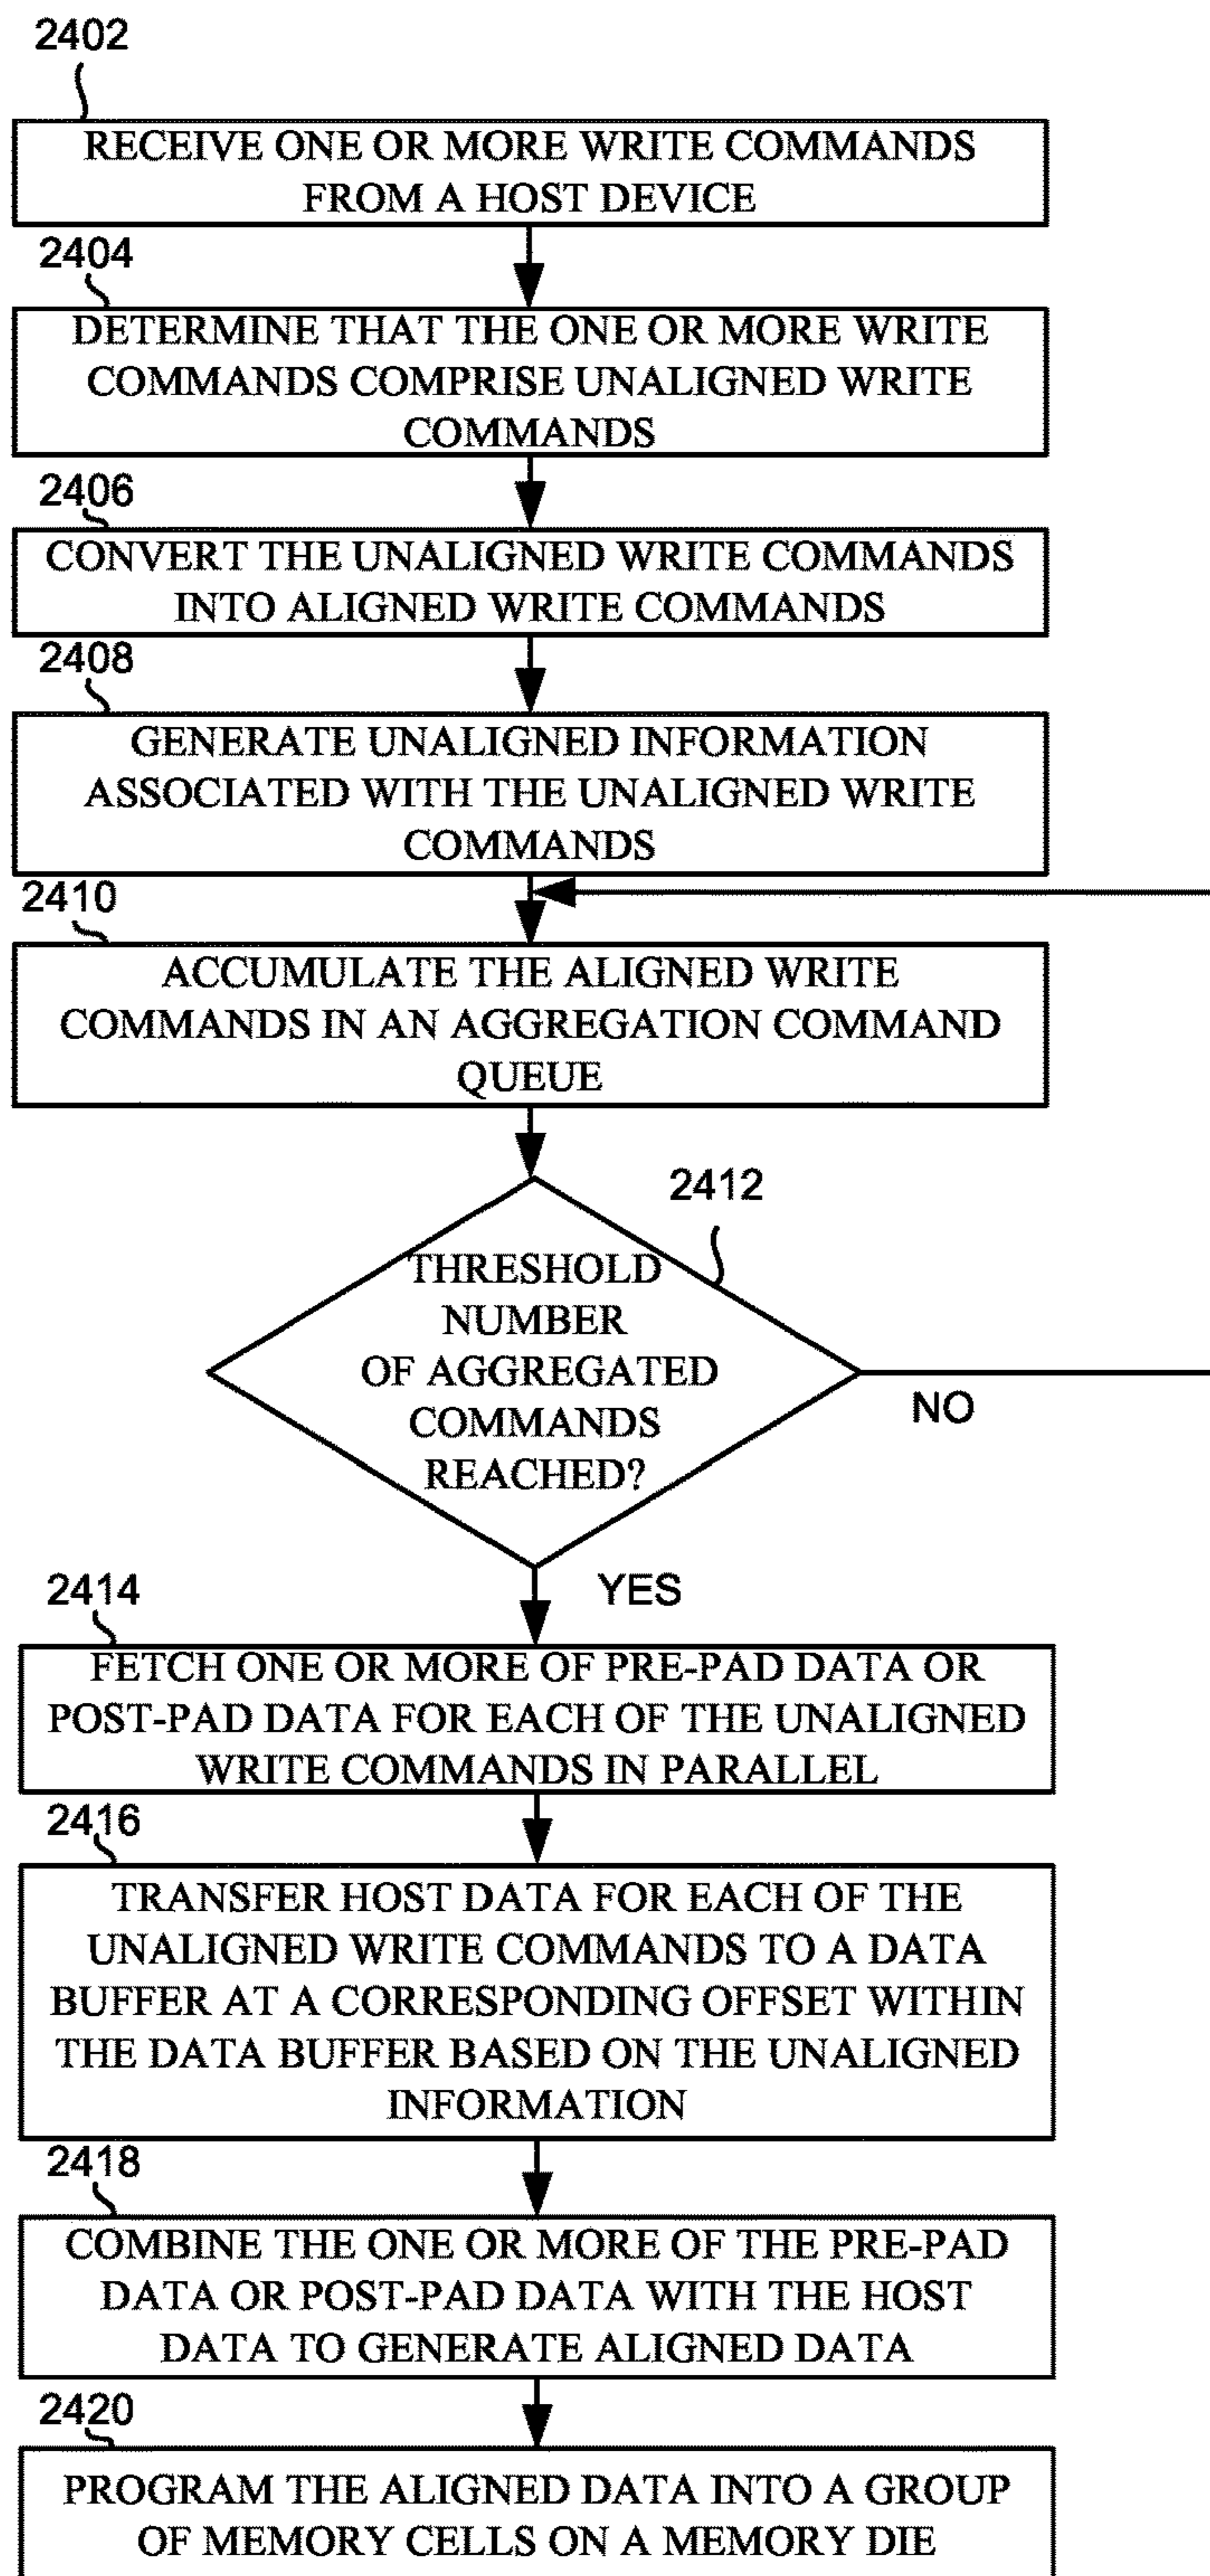 2402
RECEIVE ONE OR MORE WRITE COMMANDS
FROM A HOST DEVICE
2404
DETERMINE THAT THE ONE OR MORE WRITE
COMMANDS COMPRISE UNALIGNED WRITE
COMMANDS
2406
CONVERT THE UNALIGNED WRITE COMMANDS
INTO ALIGNED WRITE COMMANDS
2408
GENERATE UNALIGNED INFORMATION
ASSOCIATED WITH THE UNALIGNED WRITE
COMMANDS
2410
ACCUMULATE THE ALIGNED WRITE
COMMANDS IN AN AGGREGATION COMMAND
QUEUE
2412
THRESHOLD
NUMBER
OF AGGREGATED
COMMANDS
REACHED?
NO
YES
2414
FETCH ONE OR MORE OF PRE-PAD DATA OR
POST-PAD DATA FOR EACH OF THE UNALIGNED
WRITE COMMANDS IN PARALLEL
2416
TRANSFER HOST DATA FOR EACH OF THE
UNALIGNED WRITE COMMANDS TO A DATA
BUFFER AT A CORRESPONDING OFFSET WITHIN
THE DATA BUFFER BASED ON THE UNALIGNED
INFORMATION
2418
COMBINE THE ONE OR MORE OF THE PRE-PAD
DATA OR POST-PAD DATA WITH THE HOST
DATA TO GENERATE ALIGNED DATA
2420
PROGRAM THE ALIGNED DATA INTO A GROUP
OF MEMORY CELLS ON A MEMORY DIE